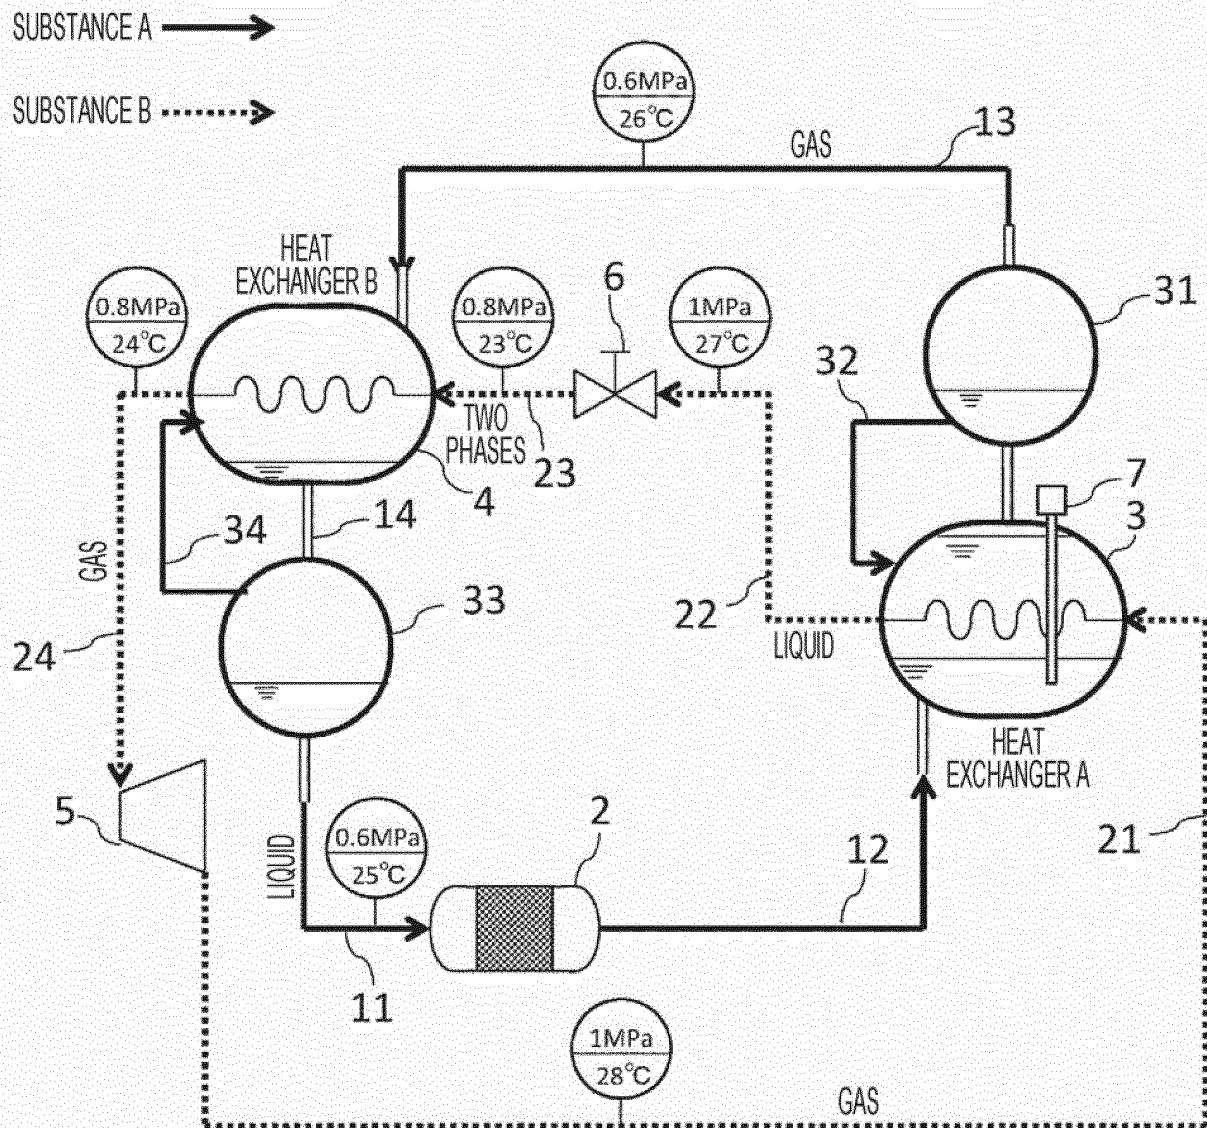 SUBSTANCE A
SUBSTANCE B
0.6MPa
26°C
GAS
13
HEAT
EXCHANGER B
0.8MPa
24°C
0.8MPa
23°C
6
1MPa
27°C
31
32
TWO
PHASES
23
4
7
3
14
34
GAS
22
LIQUID
33
24
HEAT
EXCHANGER A
5
2
0.6MPa
25°C
LIQUID
12
21
11
1MPa
28°C
GAS